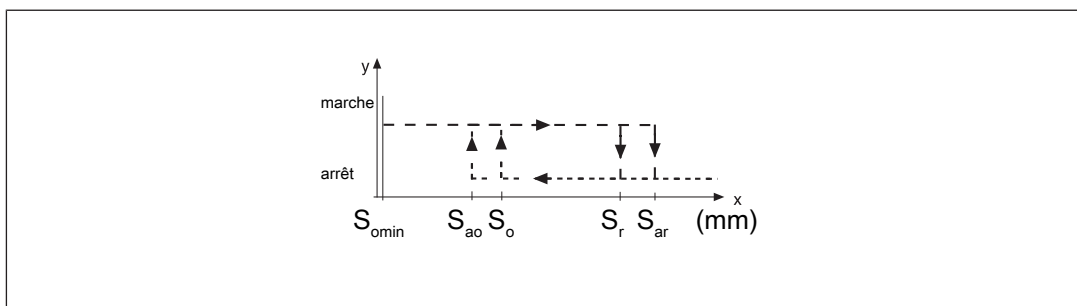 y
marche
arrêt
x
S_omin S_ao S_o S_r S_ar (mm)